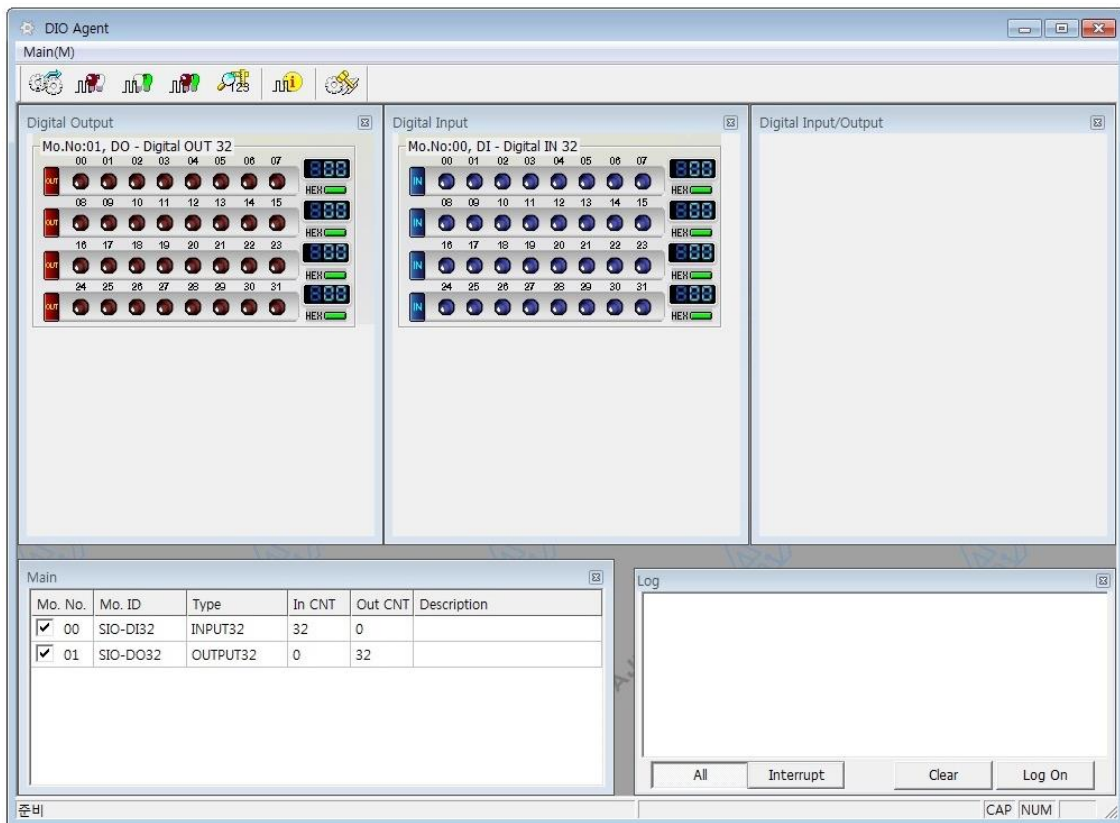 DIO Agent
Main(M)
Digital Output
Mo.No:01, DO - Digital OUT 32
00 01 02 03 04 05 06 07
OUT
HEX
08 09 10 11 12 13 14 15
OUT
HEX
16 17 18 19 20 21 22 23
OUT
HEX
24 25 26 27 28 29 30 31
OUT
HEX
Digital Input
Mo.No:00, DI - Digital IN 32
00 01 02 03 04 05 06 07
IN
HEX
08 09 10 11 12 13 14 15
IN
HEX
16 17 18 19 20 21 22 23
IN
HEX
24 25 26 27 28 29 30 31
IN
HEX
Digital Input/Output
Main
Mo. No. Mo. ID Type In CNT Out CNT Description
00 SIO-DI32 INPUT32 32 0
01 SIO-DO32 OUTPUT32 0 32
Log
All Interrupt Clear Log On
준비 CAP NUM